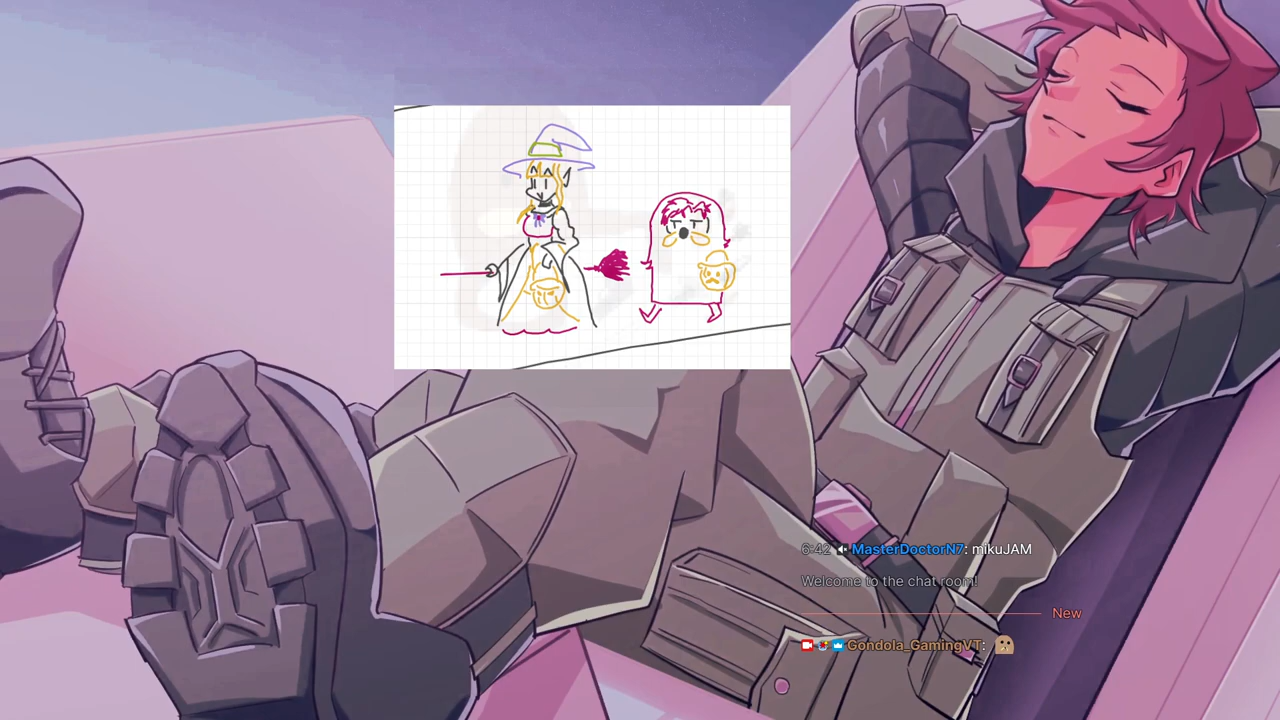 6:42 MasterDoctorN7: mikuJAM
Welcome to the chat room!
New
Gondola_GamingVT: